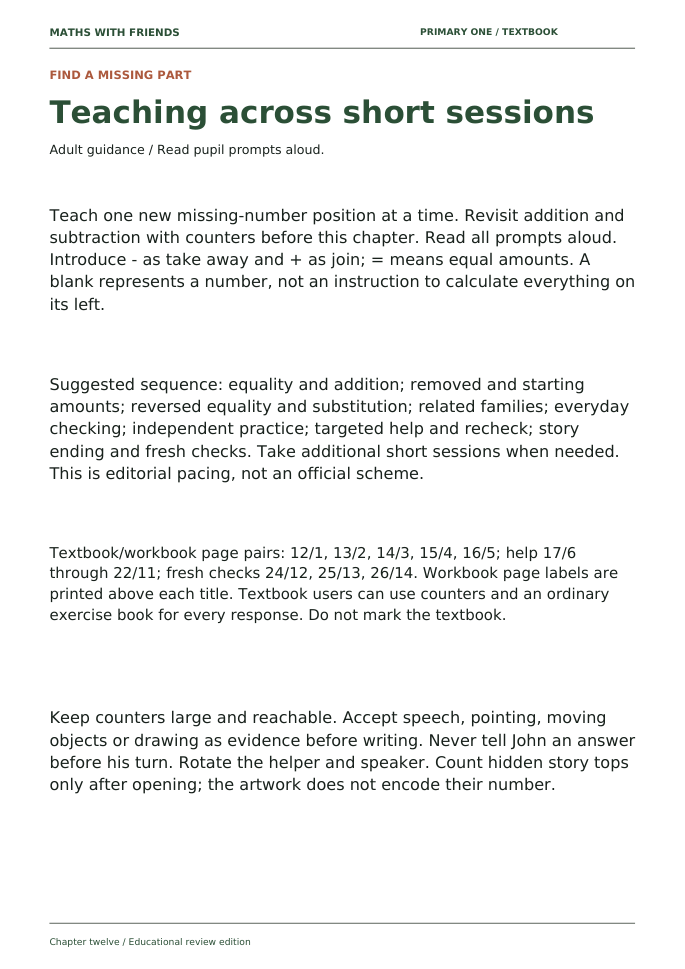 MATHS WITH FRIENDS
PRIMARY ONE / TEXTBOOK
FIND A MISSING PART
Teaching across short sessions
Adult guidance / Read pupil prompts aloud.
Teach one new missing-number position at a time. Revisit addition and
subtraction with counters before this chapter. Read all prompts aloud.
Introduce - as take away and + as join; = means equal amounts. A
blank represents a number, not an instruction to calculate everything on
its left.
Suggested sequence: equality and addition; removed and starting
amounts; reversed equality and substitution; related families; everyday
checking; independent practice; targeted help and recheck; story
ending and fresh checks. Take additional short sessions when needed.
This is editorial pacing, not an official scheme.
Textbook/workbook page pairs: 12/1, 13/2, 14/3, 15/4, 16/5; help 17/6
through 22/11; fresh checks 24/12, 25/13, 26/14. Workbook page labels are
printed above each title. Textbook users can use counters and an ordinary
exercise book for every response. Do not mark the textbook.
Keep counters large and reachable. Accept speech, pointing, moving
objects or drawing as evidence before writing. Never tell John an answer
before his turn. Rotate the helper and speaker. Count hidden story tops
only after opening; the artwork does not encode their number.
Chapter twelve / Educational review edition